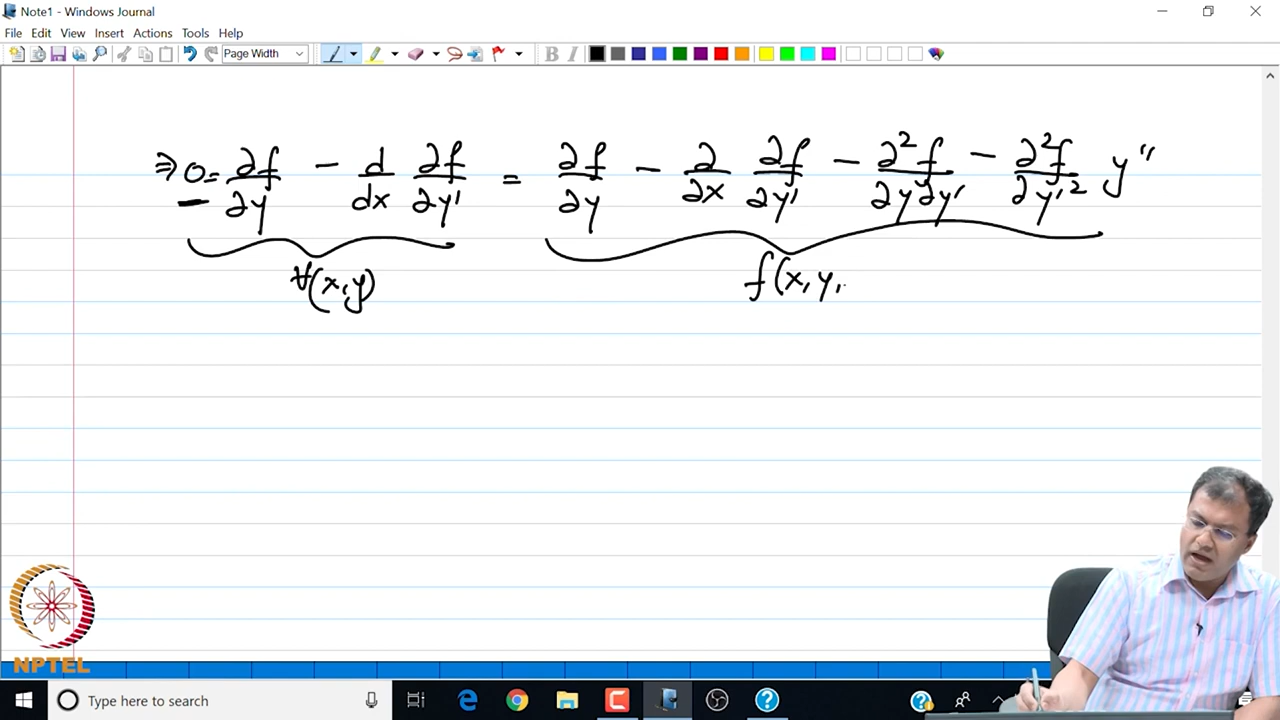 Note1 - Windows Journal
File Edit View Insert Actions Tools Help
Page Width B I
⇒ 0 = ∂f/∂y − d/dx ∂f/∂y' = ∂f/∂y − ∂/∂x ∂f/∂y' − ∂²f/∂y∂y' − ∂²f/∂y'² y''
∀(x,y) f(x, y,
NPTEL
Type here to search